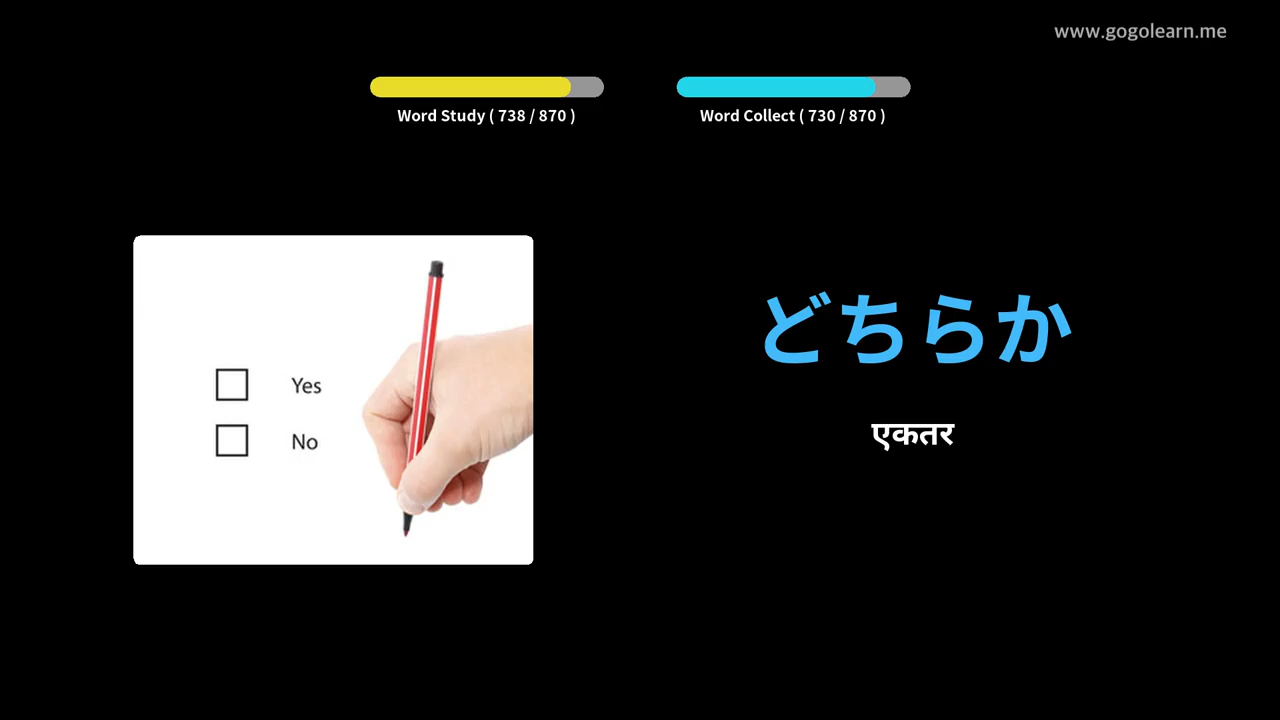 www.gogolearn.me
Word Study ( 738 / 870 )
Word Collect ( 730 / 870 )
Yes
No
どちらか
एकतर